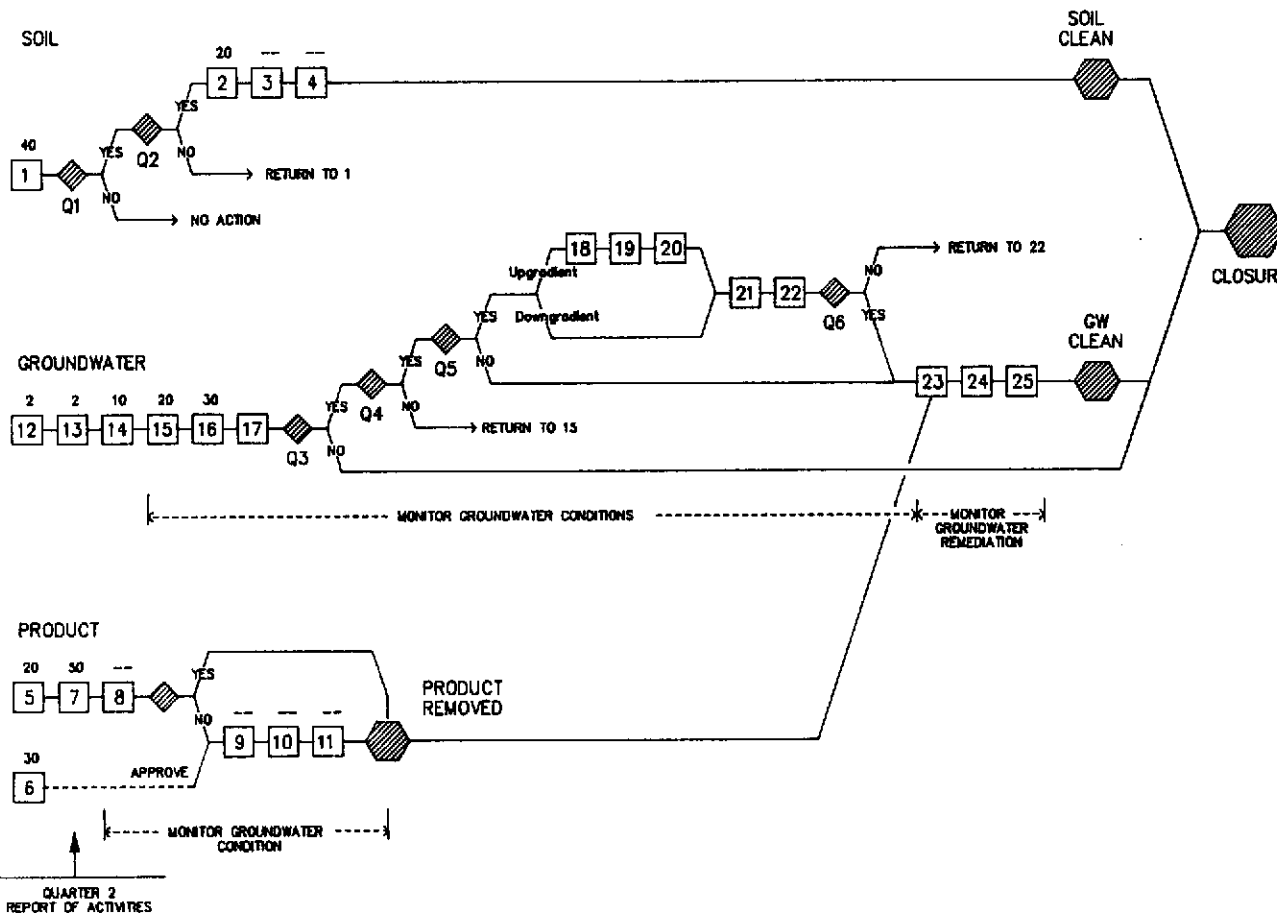 SOIL
SOIL
CLEAN
20 -- --
2 3 4
YES
40
1
Q1
YES
Q2
NO
RETURN TO 1
NO
NO ACTION
18 19 20
Upgradient
Downgradient
NO
RETURN TO 22
21 22
Q6
YES
CLOSUR
YES
Q5
NO
GW
CLEAN
GROUNDWATER
YES
Q4
NO
RETURN TO 15
23 24 25
2 2 10 20 30
12 13 14 15 16 17
Q3
YES
NO
MONITOR GROUNDWATER CONDITIONS
MONITOR
GROUNDWATER
REMEDIATION
PRODUCT
20 50 --
5 7 8
YES
NO
PRODUCT
REMOVED
-- -- --
9 10 11
30
6
APPROVE
MONITOR GROUNDWATER
CONDITION
QUARTER 2
REPORT OF ACTIVITIES